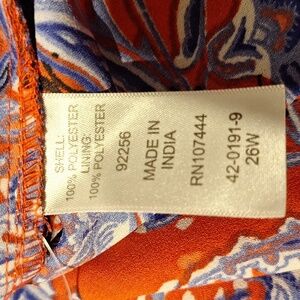 SHELL:
100% POLYESTER
LINING:
100% POLYESTER
92256
MADE IN
INDIA
RN107444
42-0191-9
26W